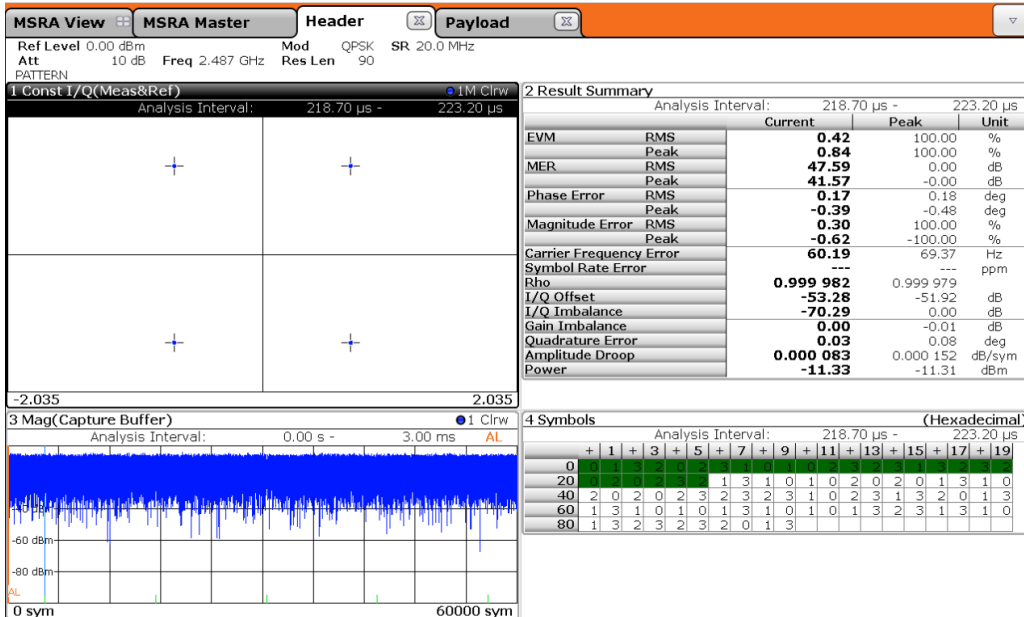 MSRA View MSRA Master Header Payload
Ref Level 0.00 dBm Mod QPSK SR 20.0 MHz
Att 10 dB Freq 2.487 GHz Res Len 90
PATTERN
1 Const I/Q(Meas&Ref) 1M Clrw
Analysis Interval: 218.70 µs - 223.20 µs
-2.035 2.035
2 Result Summary
Analysis Interval: 218.70 µs - 223.20 µs
Current Peak Unit
EVM RMS 0.42 100.00 %
Peak 0.84 100.00 %
MER RMS 47.59 0.00 dB
Peak 41.57 -0.00 dB
Phase Error RMS 0.17 0.18 deg
Peak -0.39 -0.48 deg
Magnitude Error RMS 0.30 100.00 %
Peak -0.62 -100.00 %
Carrier Frequency Error 60.19 69.37 Hz
Symbol Rate Error --- --- ppm
Rho 0.999 982 0.999 979
I/Q Offset -53.28 -51.92 dB
I/Q Imbalance -70.29 0.00 dB
Gain Imbalance 0.00 -0.01 dB
Quadrature Error 0.03 0.08 deg
Amplitude Droop 0.000 083 0.000 152 dB/sym
Power -11.33 -11.31 dBm
3 Mag(Capture Buffer) 1 Clrw
Analysis Interval: 0.00 s - 3.00 ms AL
-60 dBm
-80 dBm
AL
0 sym 60000 sym
4 Symbols (Hexadecimal)
Analysis Interval: 218.70 µs - 223.20 µs
+ 1 + 3 + 5 + 7 + 9 + 11 + 13 + 15 + 17 + 19
0 0 1 3 2 0 2 3 1 0 1 0 2 3 2 3 1 3 2 3 2
20 0 2 0 2 3 2 1 3 1 0 1 0 2 0 2 0 1 3 1 0
40 2 0 2 0 2 3 2 3 2 3 1 0 2 3 1 3 2 0 1 3
60 1 3 1 0 1 0 1 3 1 0 1 0 1 3 2 3 1 3 1 0
80 1 3 2 3 2 3 2 0 1 3